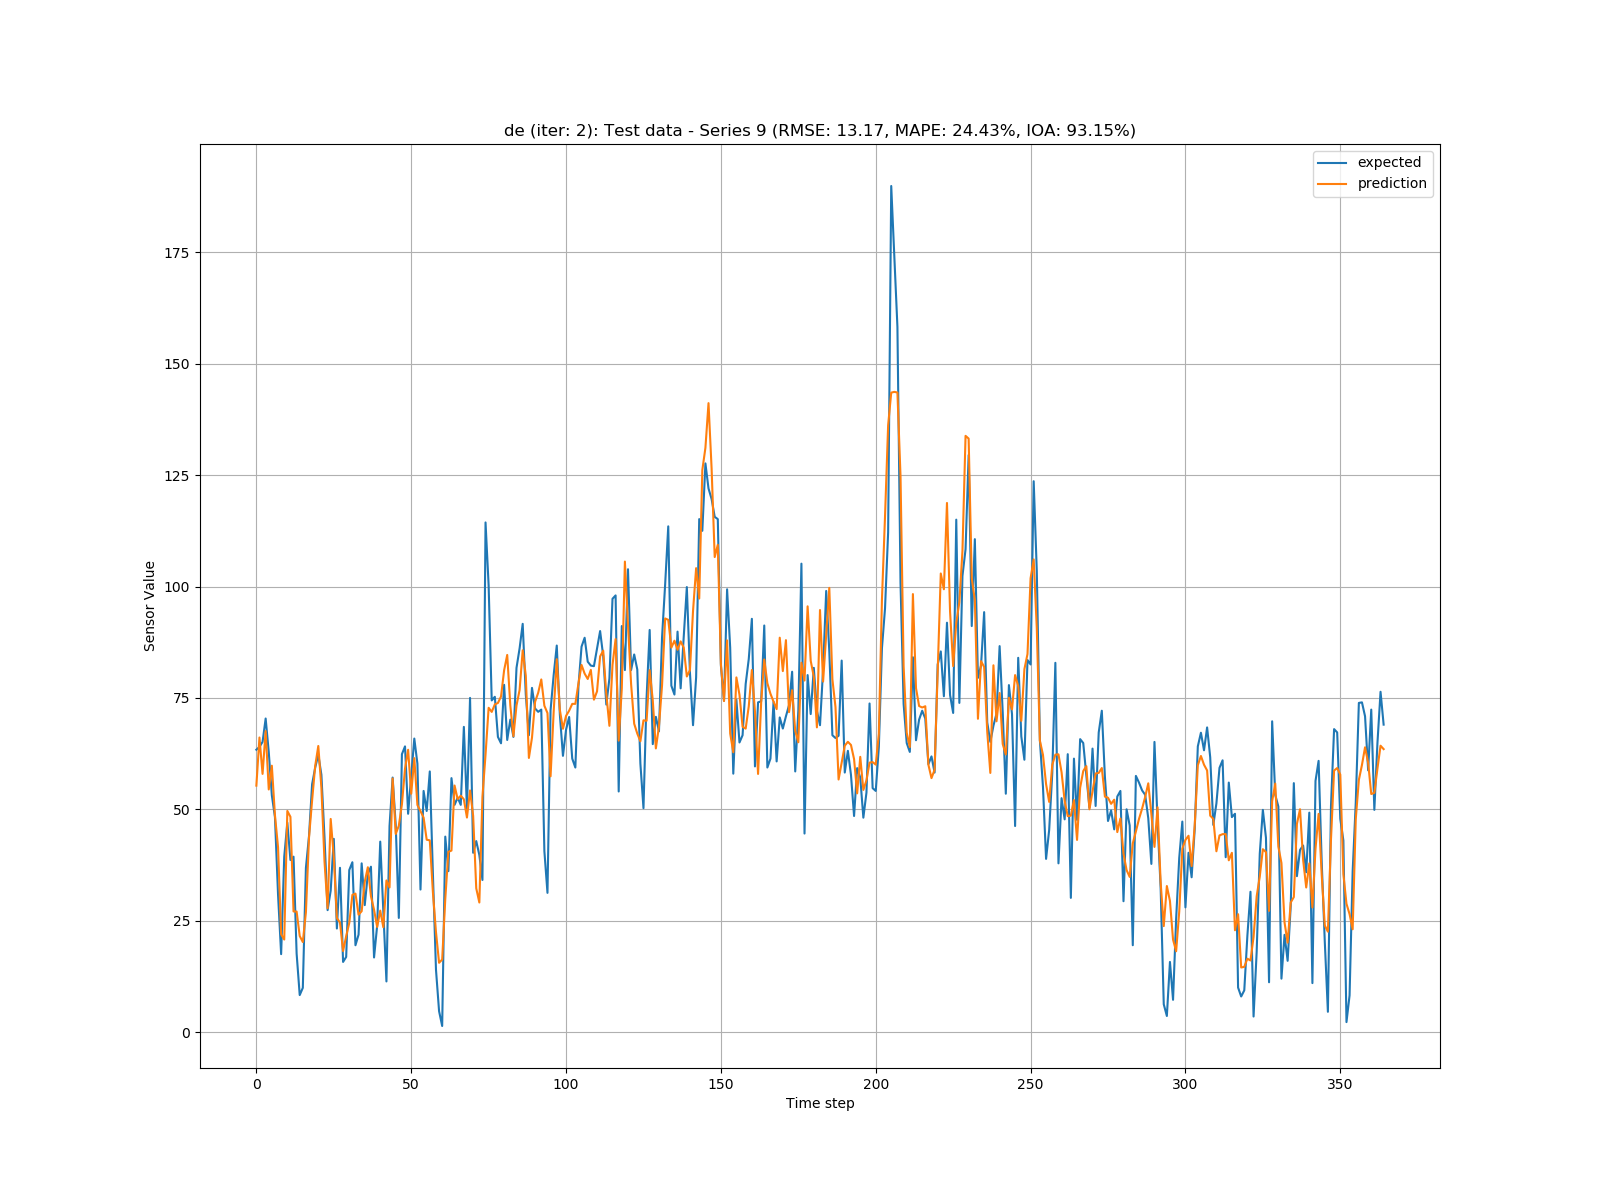 de (iter: 2): Test data - Series 9 (RMSE: 13.17, MAPE: 24.43%, IOA: 93.15%)
expected
prediction
175
150
125
100
75
50
25
0
Sensor Value
0 50 100 150 200 250 300 350
Time step